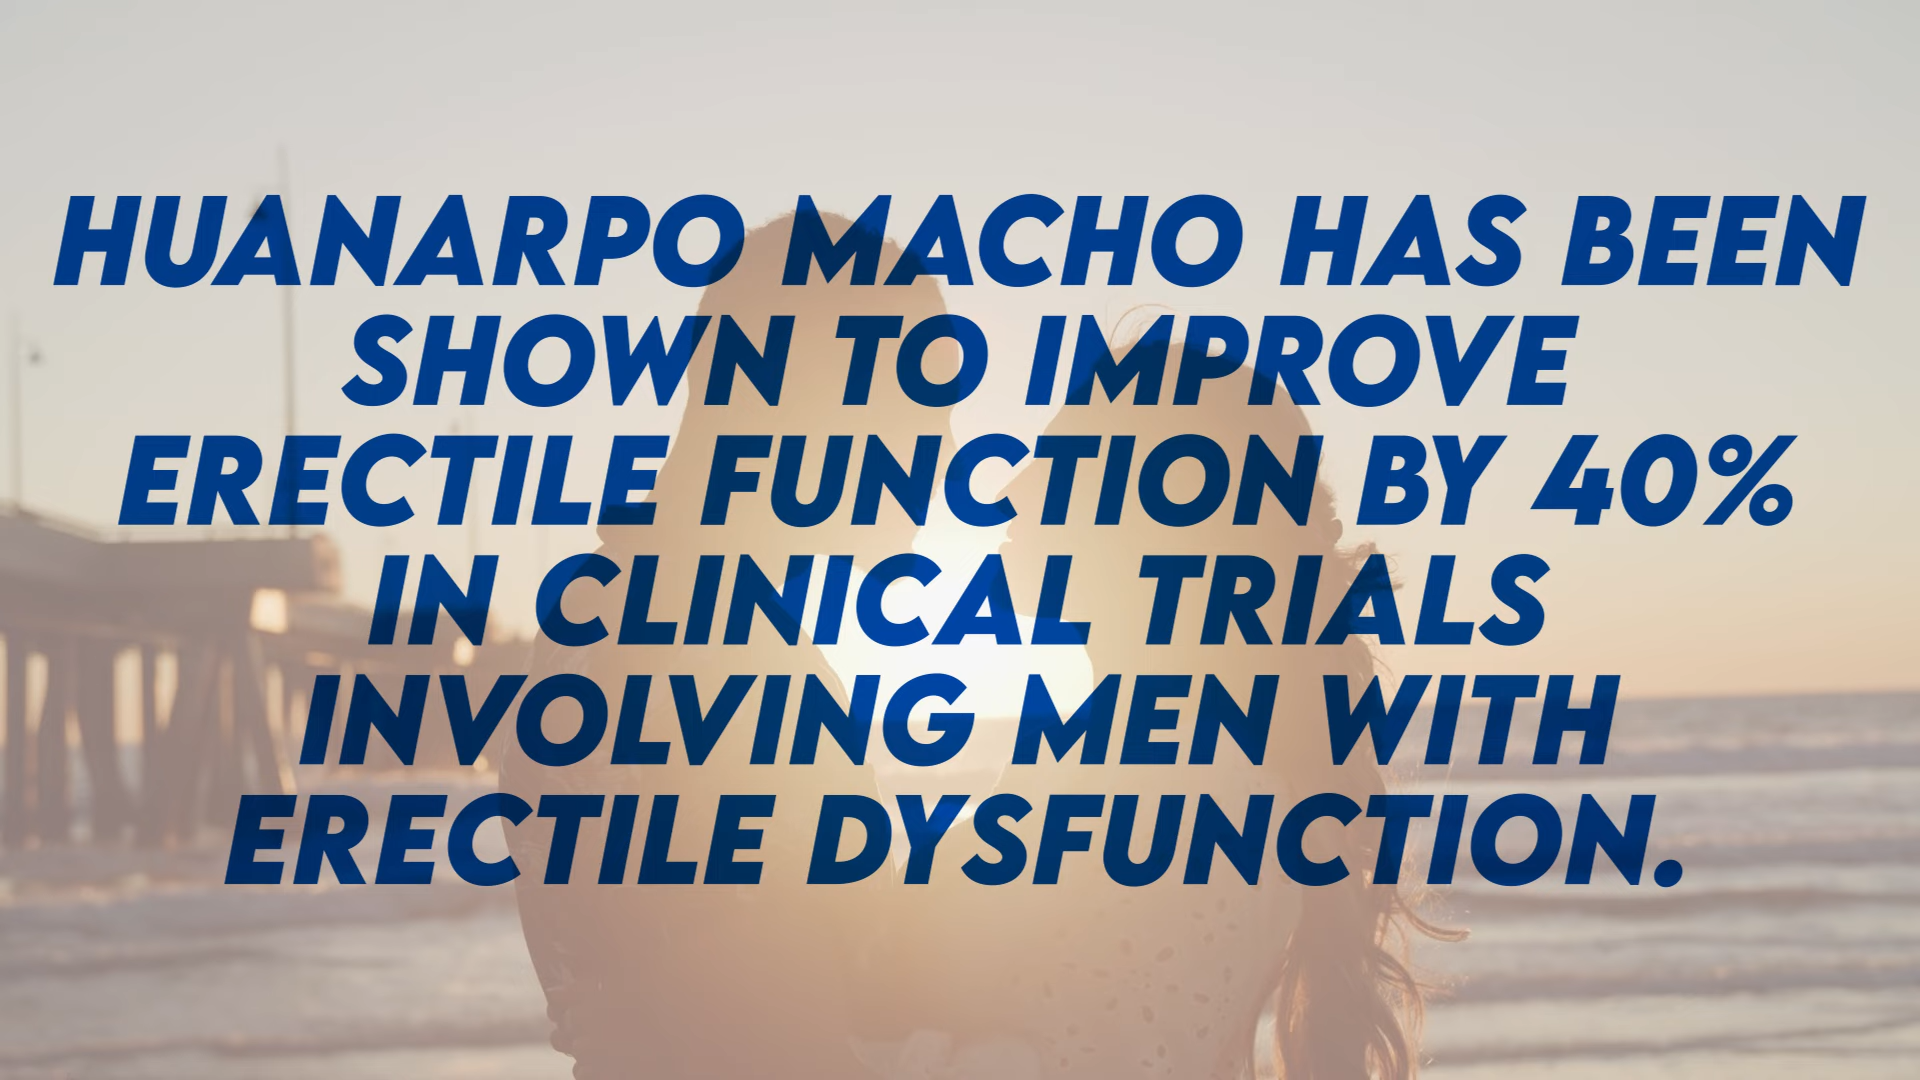 HUANARPO MACHO HAS BEEN
SHOWN TO IMPROVE
ERECTILE FUNCTION BY 40%
IN CLINICAL TRIALS
INVOLVING MEN WITH
ERECTILE DYSFUNCTION.